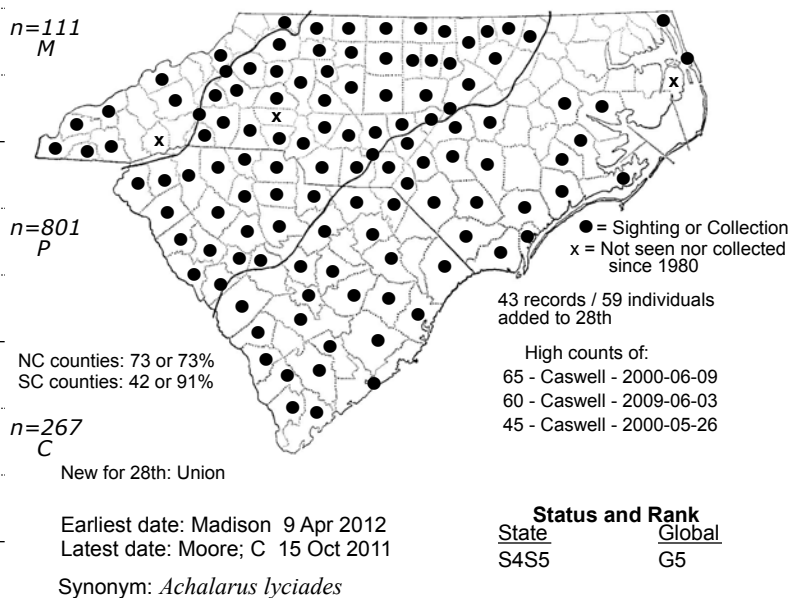 n=111
M
n=801
P
n=267
C
x
x
x
● = Sighting or Collection
x = Not seen nor collected
since 1980
43 records / 59 individuals
added to 28th
High counts of:
65 - Caswell - 2000-06-09
60 - Caswell - 2009-06-03
45 - Caswell - 2000-05-26
NC counties: 73 or 73%
SC counties: 42 or 91%
New for 28th: Union
Earliest date: Madison 9 Apr 2012
Latest date: Moore; C 15 Oct 2011
Synonym: Achalarus lyciades
Status and Rank
State Global
S4S5 G5